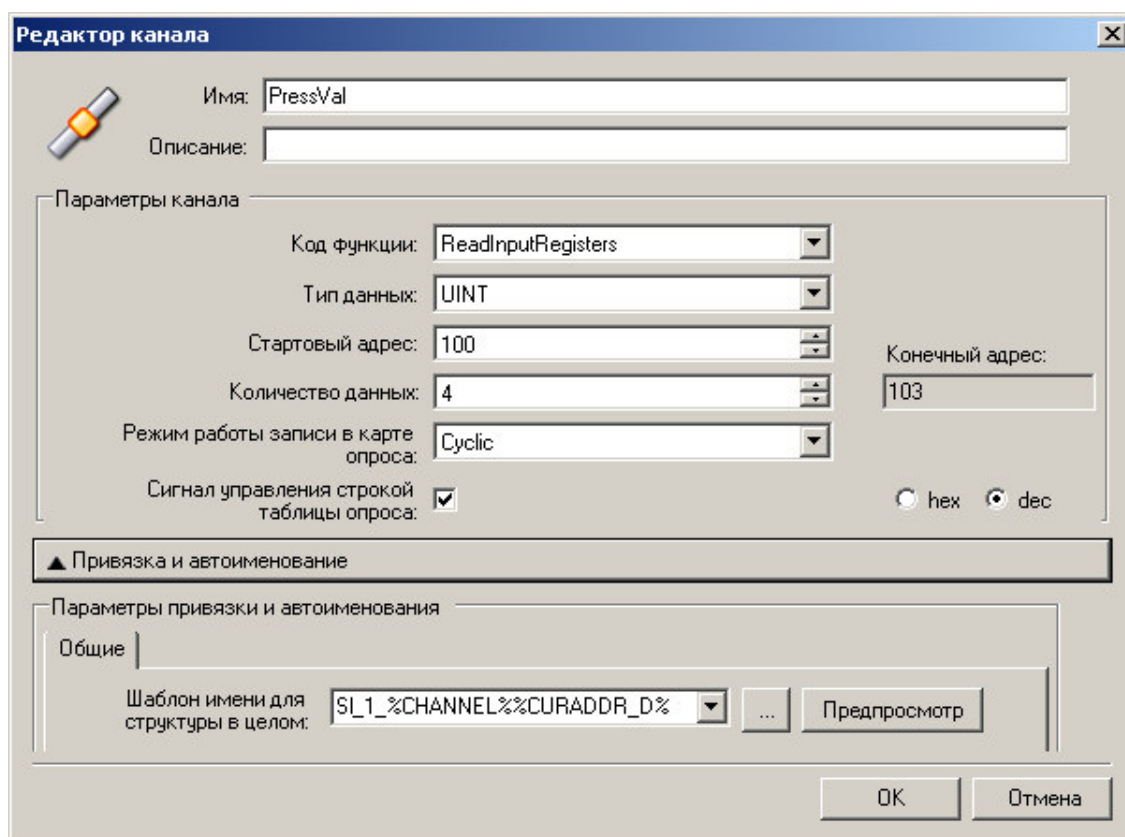 Редактор канала
Имя: PressVal
Описание:
Параметры канала
Код функции: ReadInputRegisters
Тип данных: UINT
Стартовый адрес: 100
Конечный адрес:
Количество данных: 4
103
Режим работы записи в карте
опроса: Cyclic
Сигнал управления строкой
таблицы опроса:
hex dec
▲ Привязка и автоименование
Параметры привязки и автоименования
Общие
Шаблон имени для
структуры в целом: SI_1_%CHANNEL%%CURADDR_D% ... Предпросмотр
OK Отмена